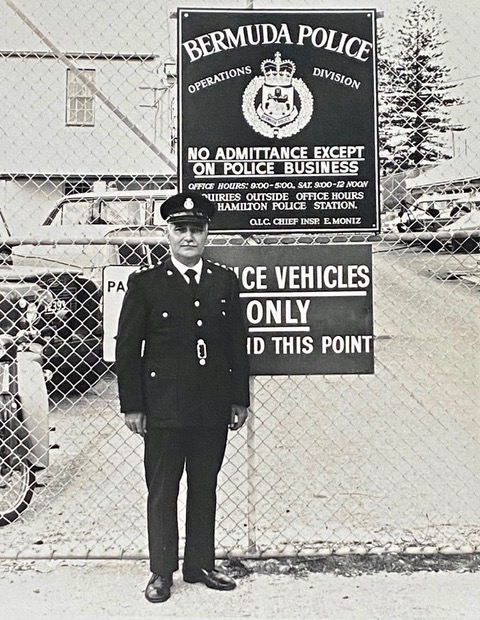 BERMUDA POLICE
OPERATIONS DIVISION
NO ADMITTANCE EXCEPT
ON POLICE BUSINESS
OFFICE HOURS: 9:00-5:00. SAT. 9:00-12 NOON
QUIRIES OUTSIDE OFFICE HOURS
HAMILTON POLICE STATION.
O.I.C. CHIEF INSP. E. MONIZ
PA
ICE VEHICLES
ONLY
ND THIS POINT